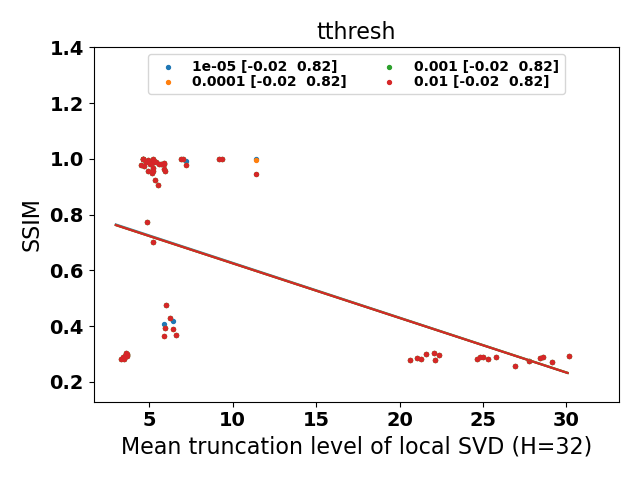 tthresh
1e-05 [-0.02  0.82]
0.0001 [-0.02  0.82]
0.001 [-0.02  0.82]
0.01 [-0.02  0.82]
SSIM
1.4
1.2
1.0
0.8
0.6
0.4
0.2
5 10 15 20 25 30
Mean truncation level of local SVD (H=32)